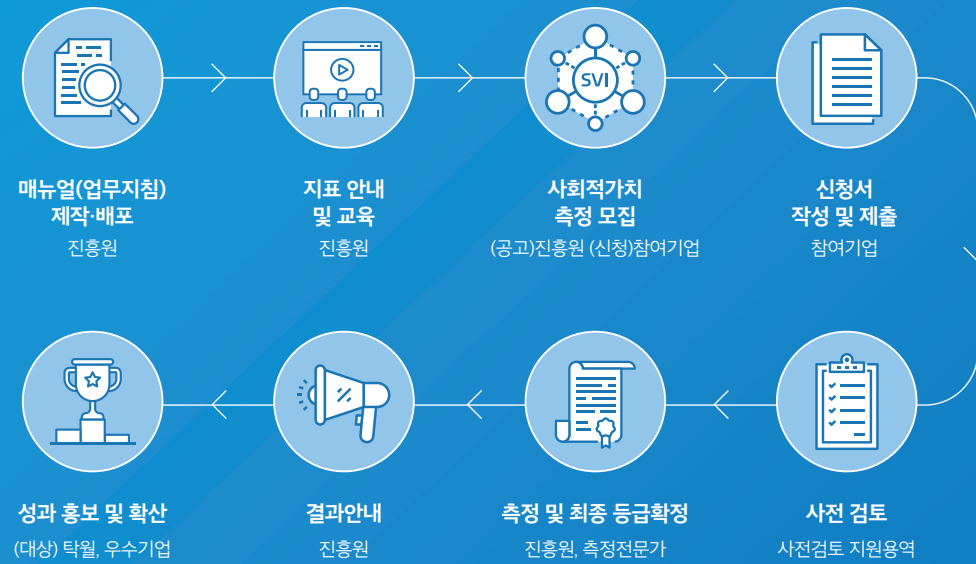 SVI
매뉴얼(업무지침)
제작·배포
진흥원
지표 안내
및 교육
진흥원
사회적가치
측정 모집
(공고)진흥원 (신청)참여기업
신청서
작성 및 제출
참여기업
사전 검토
사전검토 지원용역
측정 및 최종 등급확정
진흥원, 측정전문가
결과안내
진흥원
성과 홍보 및 확산
(대상) 탁월, 우수기업